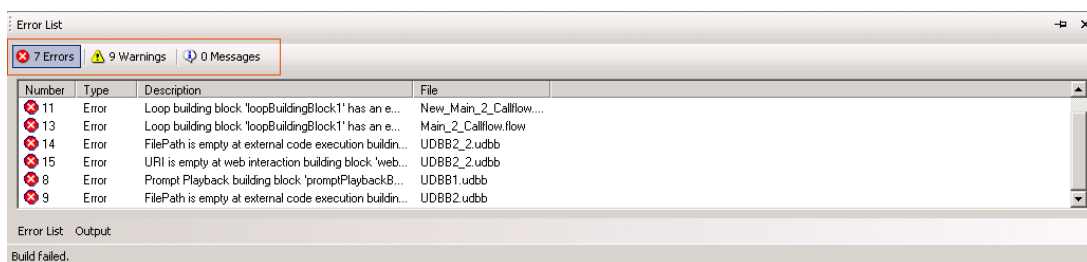 Error List
7 Errors 9 Warnings 0 Messages
Number Type Description File
11 Error Loop building block 'loopBuildingBlock1' has an e... New_Main_2_Callflow....
13 Error Loop building block 'loopBuildingBlock1' has an e... Main_2_Callflow.flow
14 Error FilePath is empty at external code execution buildin... UDBB2_2.udbb
15 Error URI is empty at web interaction building block 'web... UDBB2_2.udbb
8 Error Prompt Playback building block 'promptPlaybackB... UDBB1.udbb
9 Error FilePath is empty at external code execution buildin... UDBB2.udbb
Error List Output
Build failed.